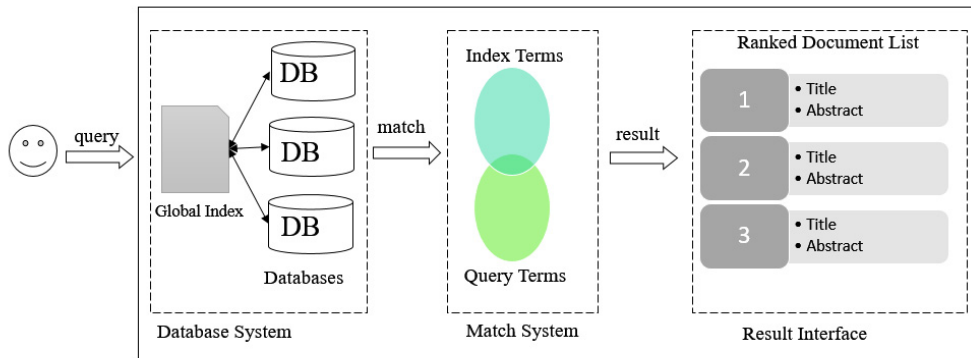 query
Global Index
DB
DB
DB
Databases
Database System
match
Index Terms
Query Terms
Match System
result
Ranked Document List
1
• Title
• Abstract
2
• Title
• Abstract
3
• Title
• Abstract
Result Interface